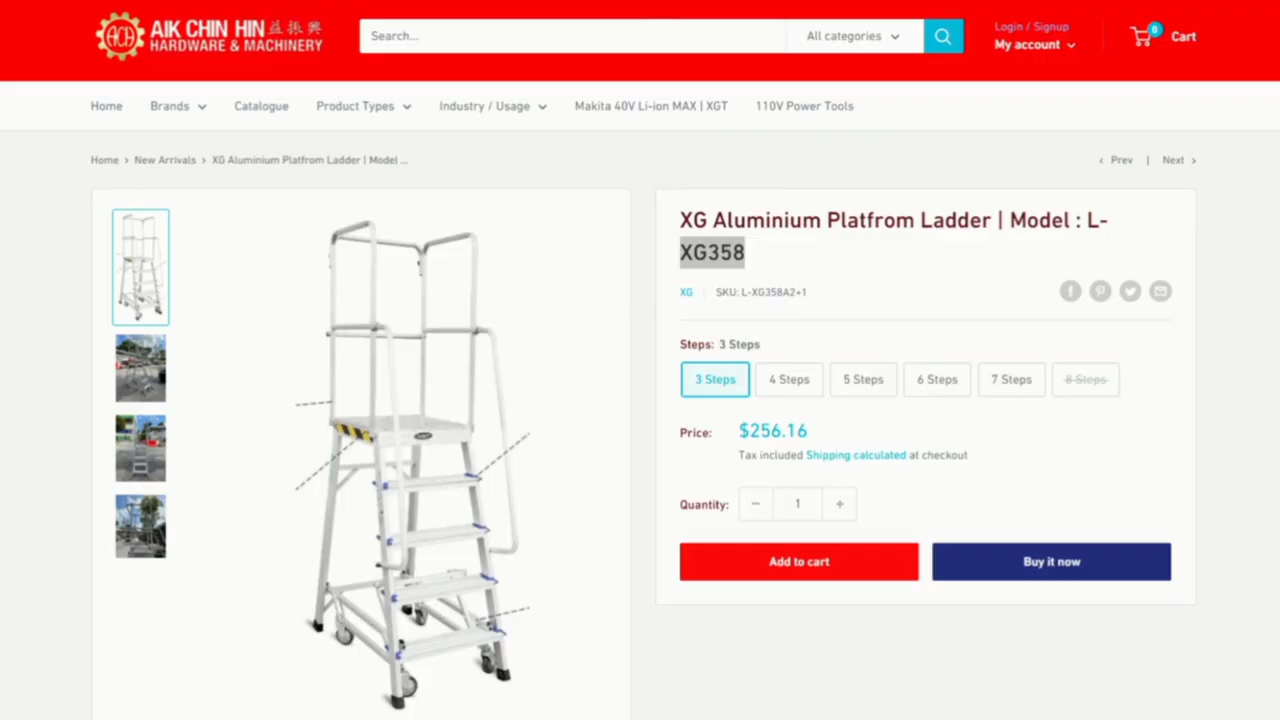 AIK CHIN HIN益振興
ACH
HARDWARE & MACHINERY
Search...
All categories
Login / Signup
My account
0
Cart
Home
Brands
Catalogue
Product Types
Industry / Usage
Makita 40V Li-ion MAX | XGT
110V Power Tools
Home › New Arrivals › XG Aluminium Platfrom Ladder | Model ...
‹ Prev | Next ›
XG Aluminium Platfrom Ladder | Model : L-
XG358
XG
SKU: L-XG358A2+1
Steps: 3 Steps
3 Steps
4 Steps
5 Steps
6 Steps
7 Steps
8 Steps
Price:
$256.16
Tax included Shipping calculated at checkout
Quantity:
− 1 +
Add to cart
Buy it now